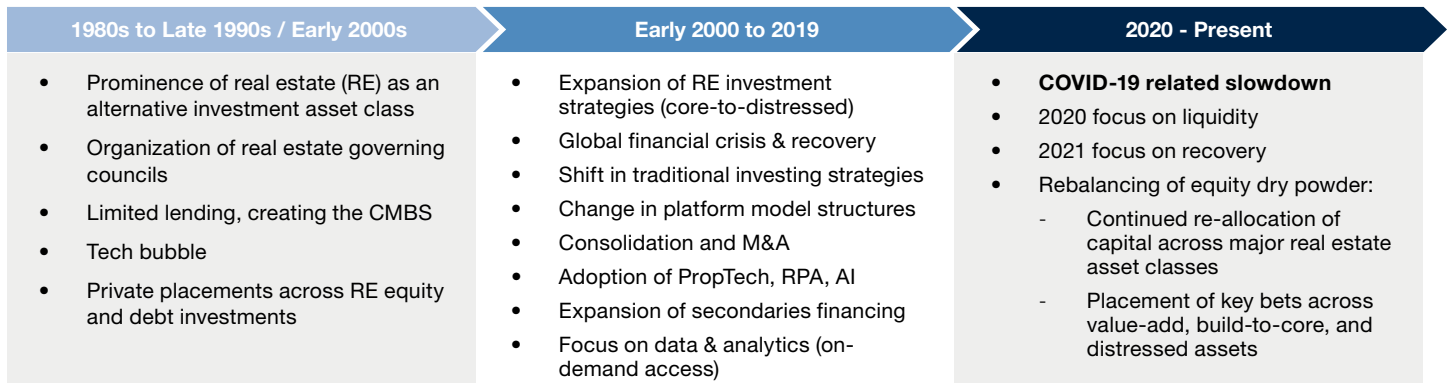 1980s to Late 1990s / Early 2000s
• Prominence of real estate (RE) as an
alternative investment asset class
• Organization of real estate governing
councils
• Limited lending, creating the CMBS
• Tech bubble
• Private placements across RE equity
and debt investments
Early 2000 to 2019
• Expansion of RE investment
strategies (core-to-distressed)
• Global financial crisis & recovery
• Shift in traditional investing strategies
• Change in platform model structures
• Consolidation and M&A
• Adoption of PropTech, RPA, AI
• Expansion of secondaries financing
• Focus on data & analytics (on-
demand access)
2020 - Present
• COVID-19 related slowdown
• 2020 focus on liquidity
• 2021 focus on recovery
• Rebalancing of equity dry powder:
- Continued re-allocation of
capital across major real estate
asset classes
- Placement of key bets across
value-add, build-to-core, and
distressed assets